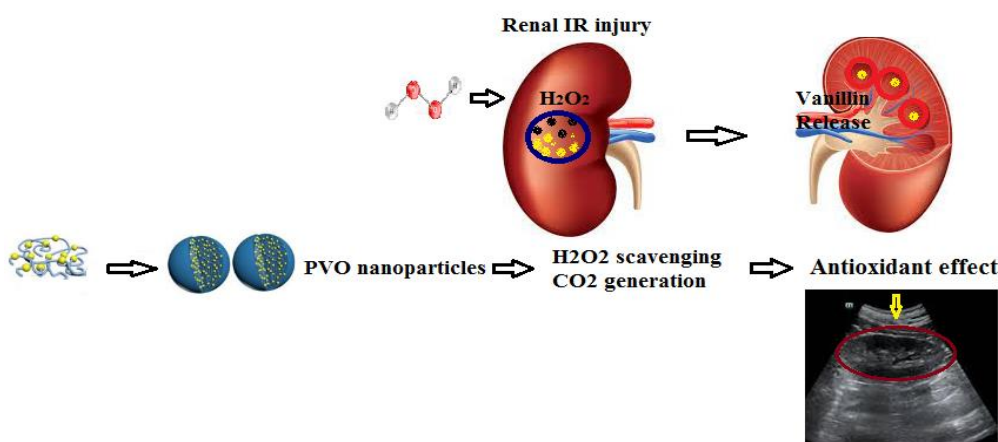 Renal IR injury
H₂O₂
Vanillin
Release
PVO nanoparticles
H2O2 scavenging
CO2 generation
Antioxidant effect